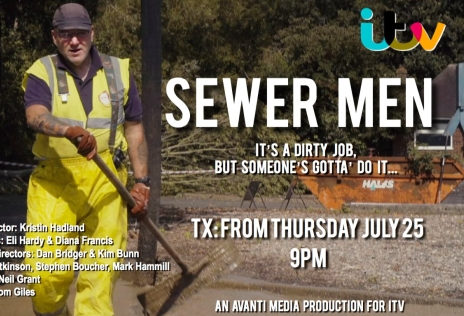 itv
SEWER MEN
IT'S A DIRTY JOB,
BUT SOMEONE'S GOTTA' DO IT...
HALES
TX: FROM THURSDAY JULY 25
9PM
ctor: Kristin Hadland
s: Eli Hardy & Diana Francis
irectors: Dan Bridger & Kim Bunn
tkinson, Stephen Boucher, Mark Hammill
Neil Grant
om Giles
AN AVANTI MEDIA PRODUCTION FOR ITV